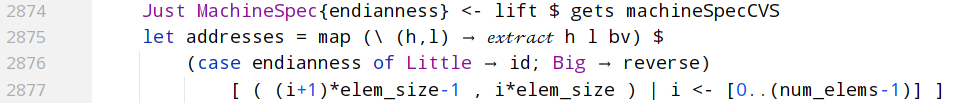 2874 Just MachineSpec{endianness} <- lift $ gets machineSpecCVS
2875 let addresses = map (\ (h,l) → extract h l bv) $
2876 (case endianness of Little → id; Big → reverse)
2877 [ ( (i+1)*elem_size-1 , i*elem_size ) | i <- [0..(num_elems-1)] ]